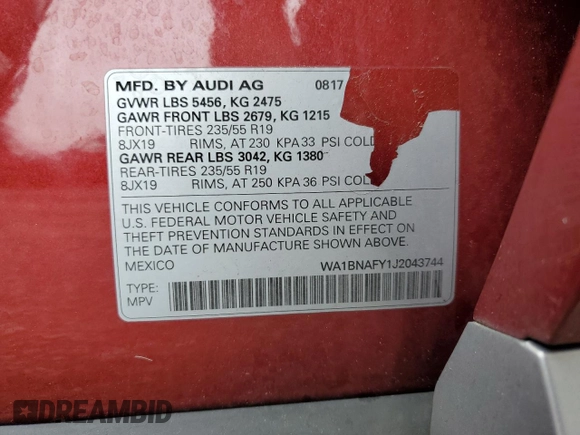 MFD. BY AUDI AG 0817
GVWR LBS 5456, KG 2475
GAWR FRONT LBS 2679, KG 1215
FRONT-TIRES 235/55 R19
8JX19 RIMS, AT 230 KPA 33 PSI COLD
GAWR REAR LBS 3042, KG 1380
REAR-TIRES 235/55 R19
8JX19 RIMS, AT 250 KPA 36 PSI COLD
THIS VEHICLE CONFORMS TO ALL APPLICABLE
U.S. FEDERAL MOTOR VEHICLE SAFETY AND
THEFT PREVENTION STANDARDS IN EFFECT ON
THE DATE OF MANUFACTURE SHOWN ABOVE.
MEXICO WA1BNAFY1J2043744
TYPE:
MPV
DREAMBID